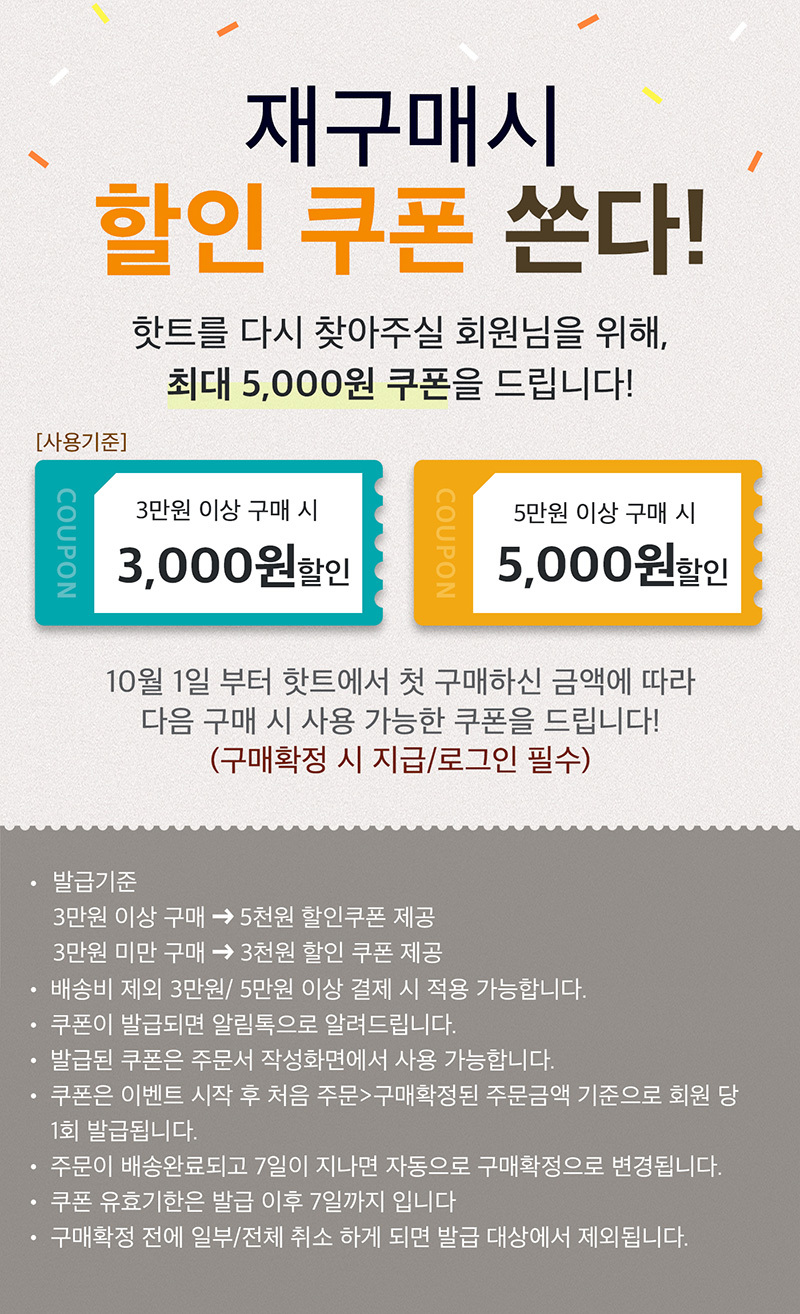 재구매시
할인 쿠폰 쏜다!
핫트를 다시 찾아주실 회원님을 위해,
최대 5,000원 쿠폰을 드립니다!
[사용기준]
COUPON
3만원 이상 구매 시
3,000원할인
COUPON
5만원 이상 구매 시
5,000원할인
10월 1일 부터 핫트에서 첫 구매하신 금액에 따라
다음 구매 시 사용 가능한 쿠폰을 드립니다!
(구매확정 시 지급/로그인 필수)
• 발급기준
3만원 이상 구매 → 5천원 할인쿠폰 제공
3만원 미만 구매 → 3천원 할인 쿠폰 제공
• 배송비 제외 3만원/ 5만원 이상 결제 시 적용 가능합니다.
• 쿠폰이 발급되면 알림톡으로 알려드립니다.
• 발급된 쿠폰은 주문서 작성화면에서 사용 가능합니다.
• 쿠폰은 이벤트 시작 후 처음 주문>구매확정된 주문금액 기준으로 회원 당
1회 발급됩니다.
• 주문이 배송완료되고 7일이 지나면 자동으로 구매확정으로 변경됩니다.
• 쿠폰 유효기한은 발급 이후 7일까지 입니다
• 구매확정 전에 일부/전체 취소 하게 되면 발급 대상에서 제외됩니다.